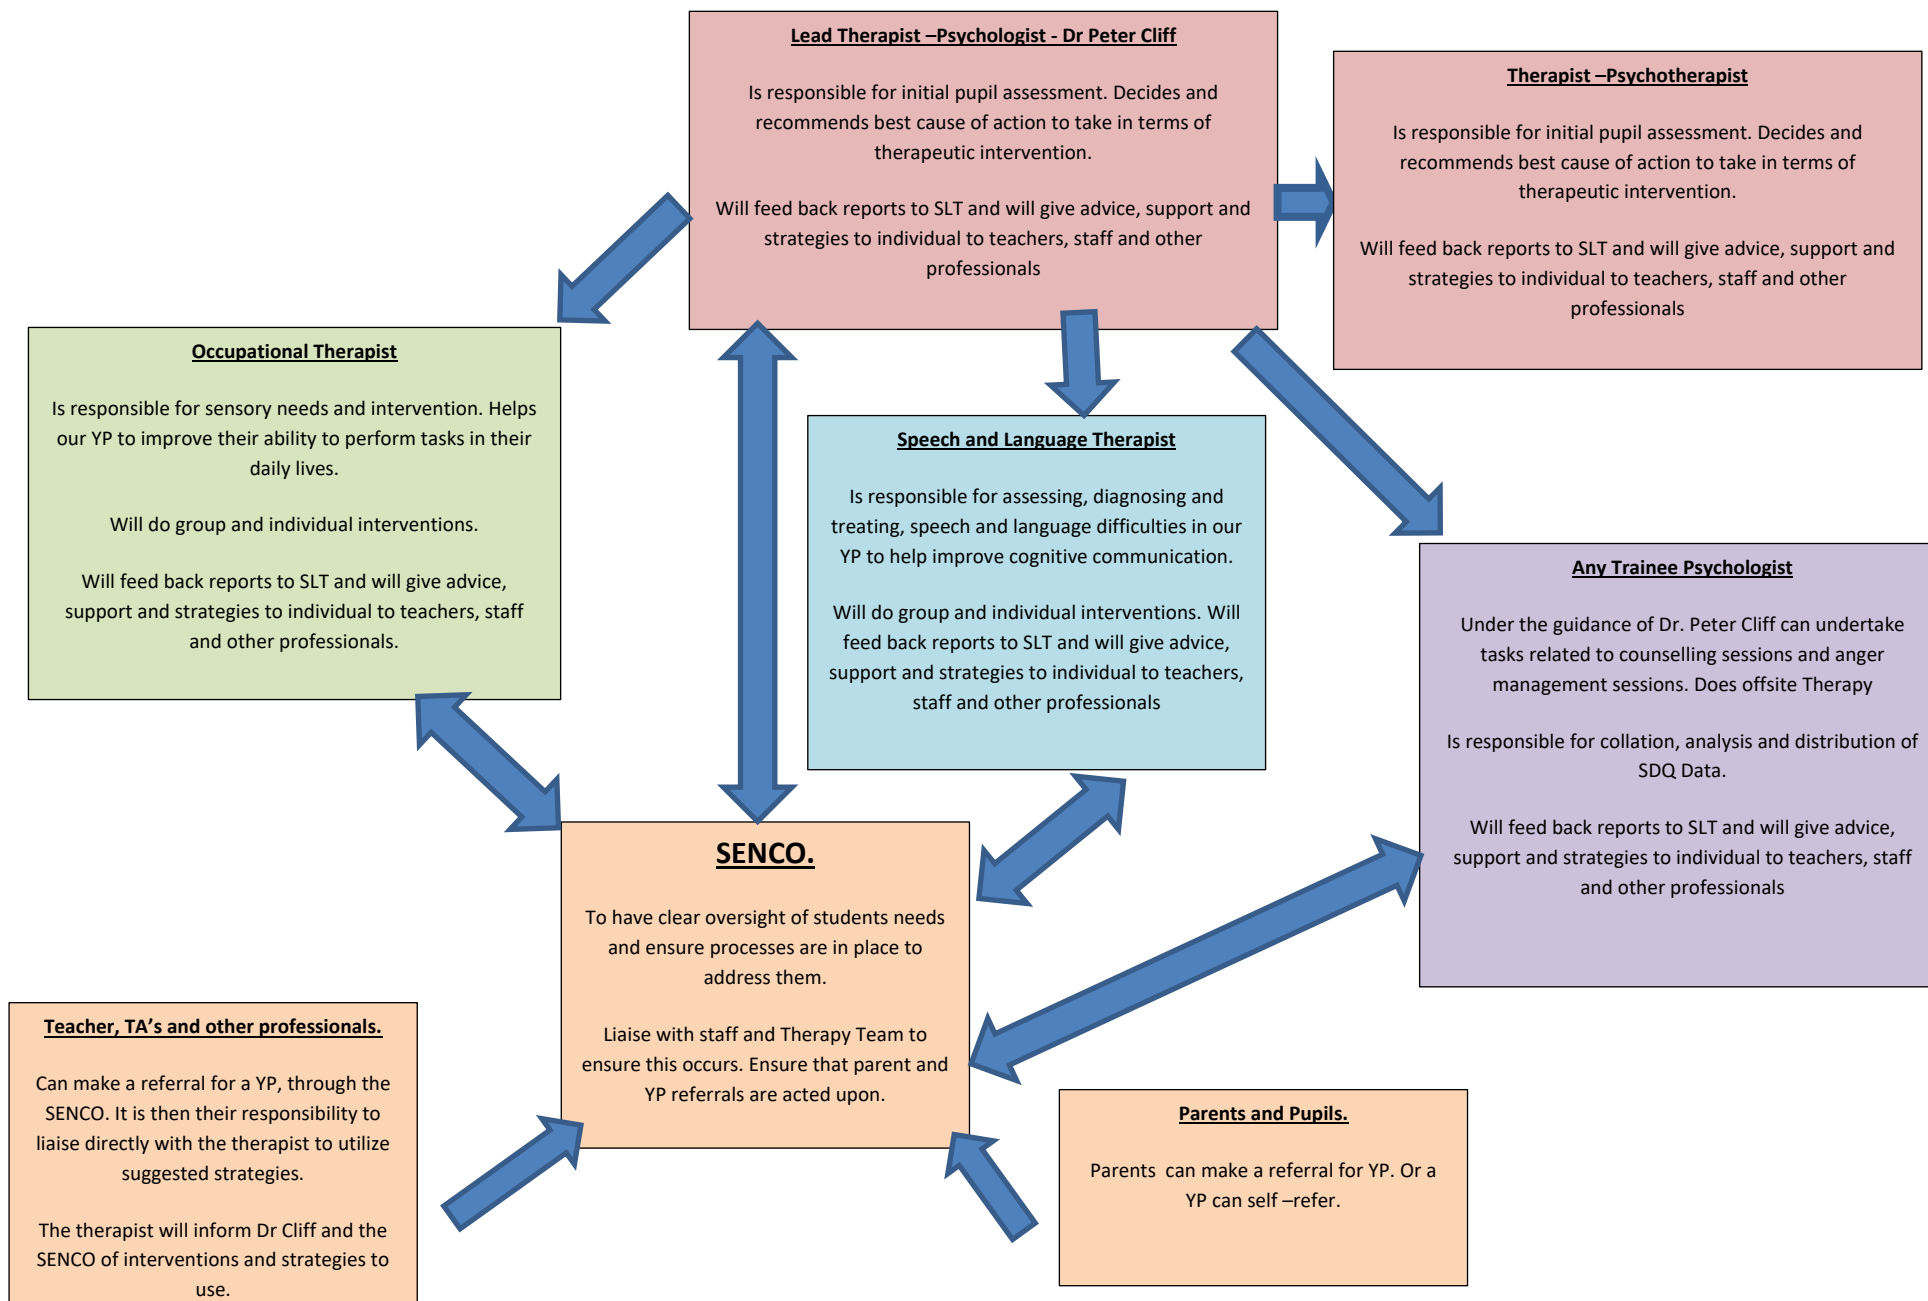 Lead Therapist –Psychologist - Dr Peter Cliff
Is responsible for initial pupil assessment. Decides and
recommends best cause of action to take in terms of
therapeutic intervention.
Will feed back reports to SLT and will give advice, support and
strategies to individual to teachers, staff and other
professionals
Therapist –Psychotherapist
Is responsible for initial pupil assessment. Decides and
recommends best cause of action to take in terms of
therapeutic intervention.
Will feed back reports to SLT and will give advice, support and
strategies to individual to teachers, staff and other
professionals
Occupational Therapist
Is responsible for sensory needs and intervention. Helps
our YP to improve their ability to perform tasks in their
daily lives.
Will do group and individual interventions.
Will feed back reports to SLT and will give advice,
support and strategies to individual to teachers, staff
and other professionals.
Speech and Language Therapist
Is responsible for assessing, diagnosing and
treating, speech and language difficulties in our
YP to help improve cognitive communication.
Will do group and individual interventions. Will
feed back reports to SLT and will give advice,
support and strategies to individual to teachers,
staff and other professionals
Any Trainee Psychologist
Under the guidance of Dr. Peter Cliff can undertake
tasks related to counselling sessions and anger
management sessions. Does offsite Therapy
Is responsible for collation, analysis and distribution of
SDQ Data.
Will feed back reports to SLT and will give advice,
support and strategies to individual to teachers, staff
and other professionals
SENCO.
To have clear oversight of students needs
and ensure processes are in place to
address them.
Liaise with staff and Therapy Team to
ensure this occurs. Ensure that parent and
YP referrals are acted upon.
Teacher, TA’s and other professionals.
Can make a referral for a YP, through the
SENCO. It is then their responsibility to
liaise directly with the therapist to utilize
suggested strategies.
The therapist will inform Dr Cliff and the
SENCO of interventions and strategies to
use.
Parents and Pupils.
Parents  can make a referral for YP. Or a
YP can self –refer.